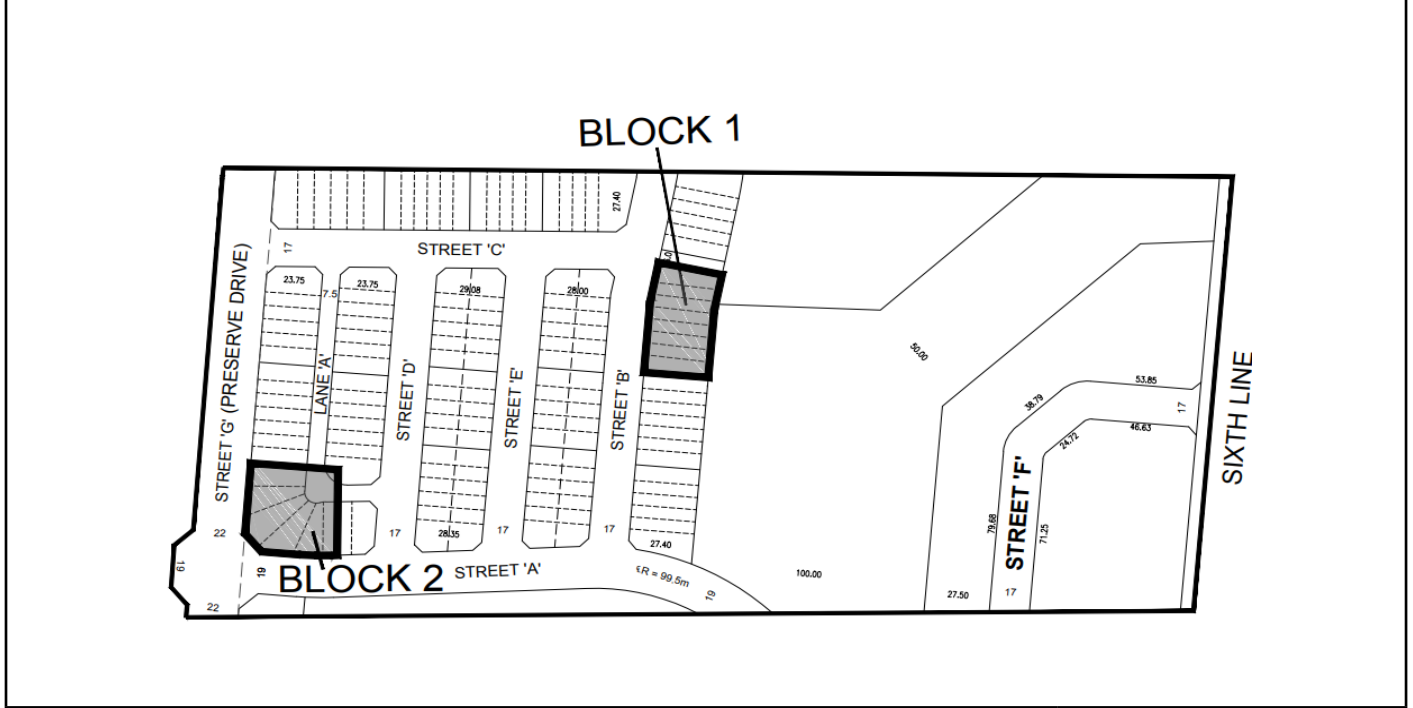 BLOCK 1
27.40
STREET 'C'
17
23.75
7.5
23.75
29.08
28.00
STREET 'G' (PRESERVE DRIVE)
LANE 'A'
STREET 'D'
STREET 'E'
STREET 'B'
50.00
53.85
38.79
17
46.63
24.72
SIXTH LINE
STREET 'F'
79.68
71.25
22
17
28.35
17
17
27.40
19
19
BLOCK 2
STREET 'A'
R = 99.5m
19
100.00
27.50
17
22